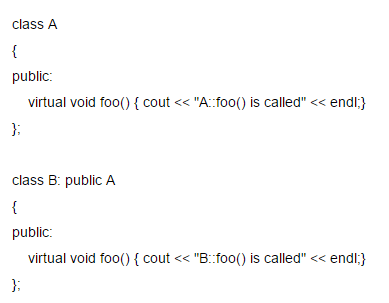 class A
{
public:
virtual void foo() { cout << "A::foo() is called" << endl;}
};
class B: public A
{
public:
virtual void foo() { cout << "B::foo() is called" << endl;}
};